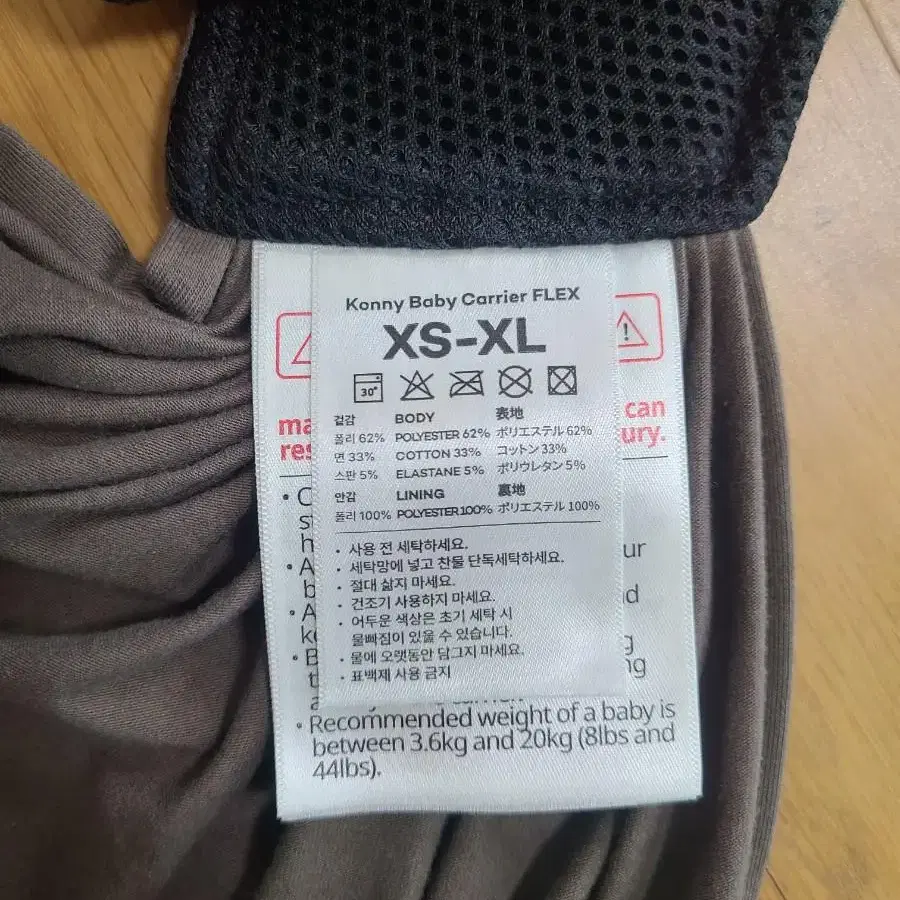 Konny Baby Carrier FLEX
XS-XL
30°
겉감 BODY 表地
폴리 62% POLYESTER 62% ポリエステル 62%
면 33% COTTON 33% コットン 33%
스판 5% ELASTANE 5% ポリウレタン 5%
안감 LINING 裏地
폴리 100% POLYESTER 100% ポリエステル 100%
• 사용 전 세탁하세요.
• 세탁망에 넣고 찬물 단독세탁하세요.
• 절대 삶지 마세요.
• 건조기 사용하지 마세요.
• 어두운 색상은 초기 세탁 시
물빠짐이 있을 수 있습니다.
• 물에 오랫동안 담그지 마세요.
• 표백제 사용 금지
can
• Recommended weight of a baby is
between 3.6kg and 20kg (8lbs and
44lbs).